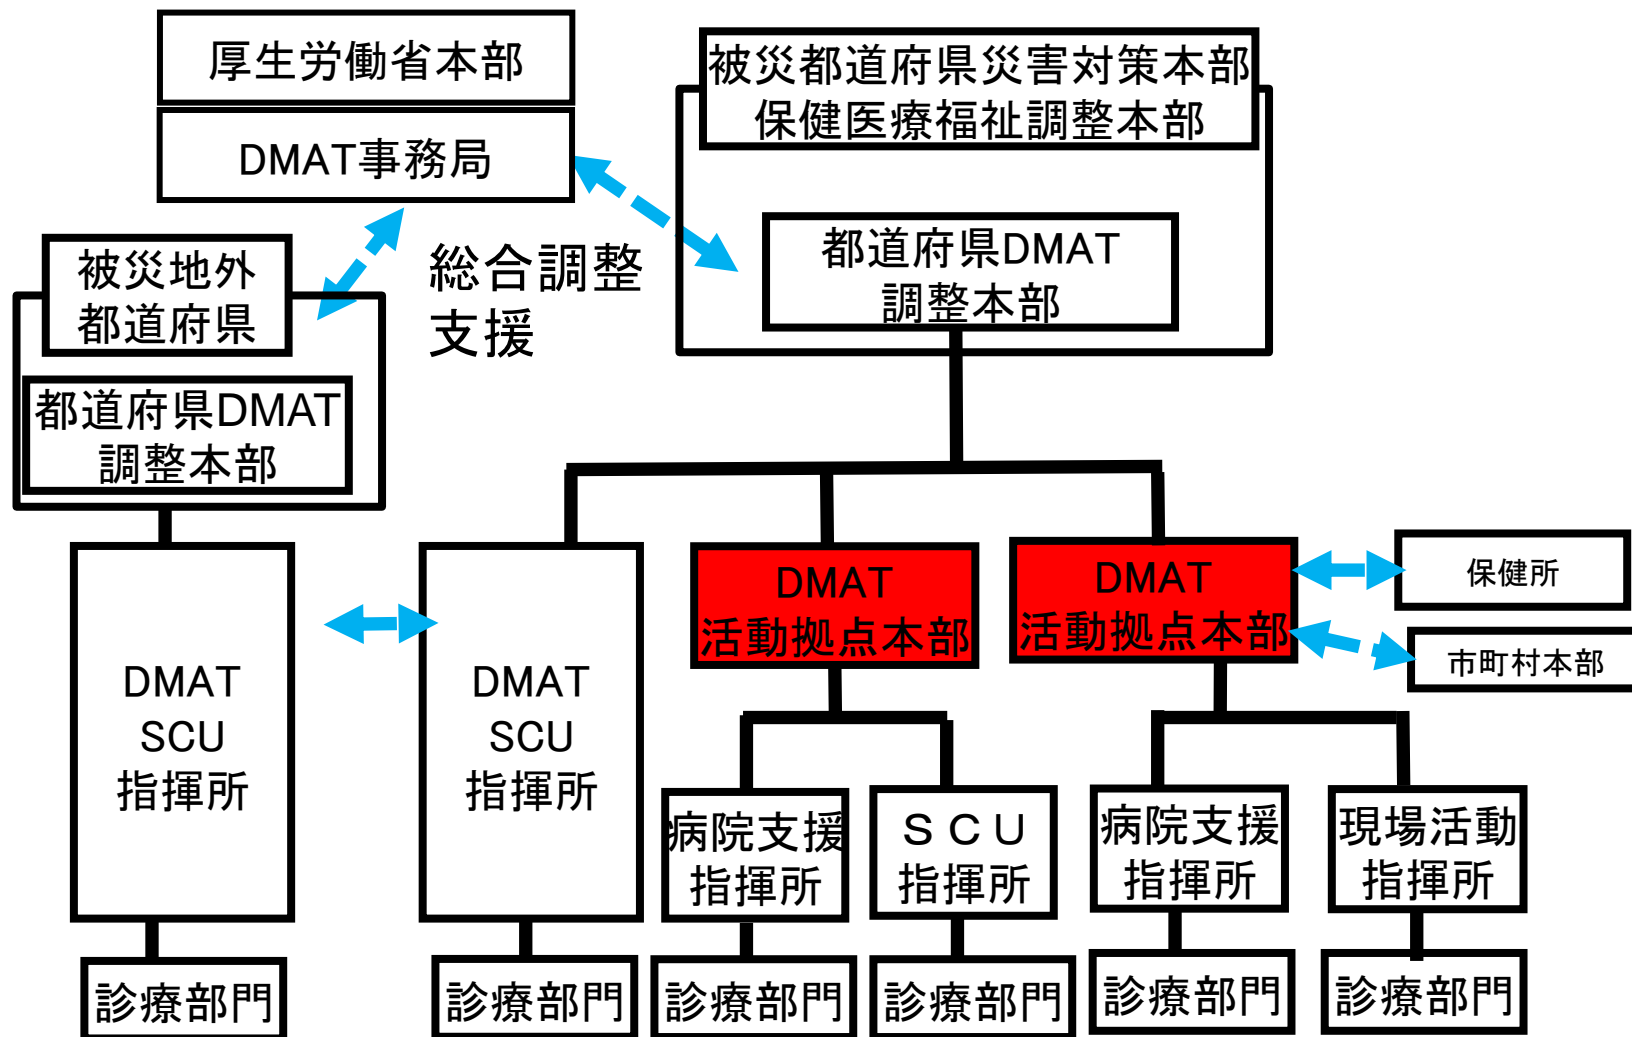 厚生労働省本部
DMAT事務局
被災都道府県災害対策本部
保健医療福祉調整本部
都道府県DMAT
調整本部
総合調整
支援
被災地外
都道府県
都道府県DMAT
調整本部
DMAT
SCU
指揮所
DMAT
SCU
指揮所
DMAT
活動拠点本部
DMAT
活動拠点本部
保健所
市町村本部
病院支援
指揮所
ＳＣＵ
指揮所
病院支援
指揮所
現場活動
指揮所
診療部門
診療部門
診療部門
診療部門
診療部門
診療部門